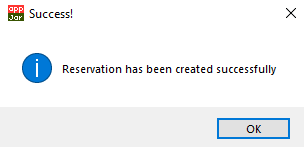 app
Jar
Success!
Reservation has been created successfully
OK